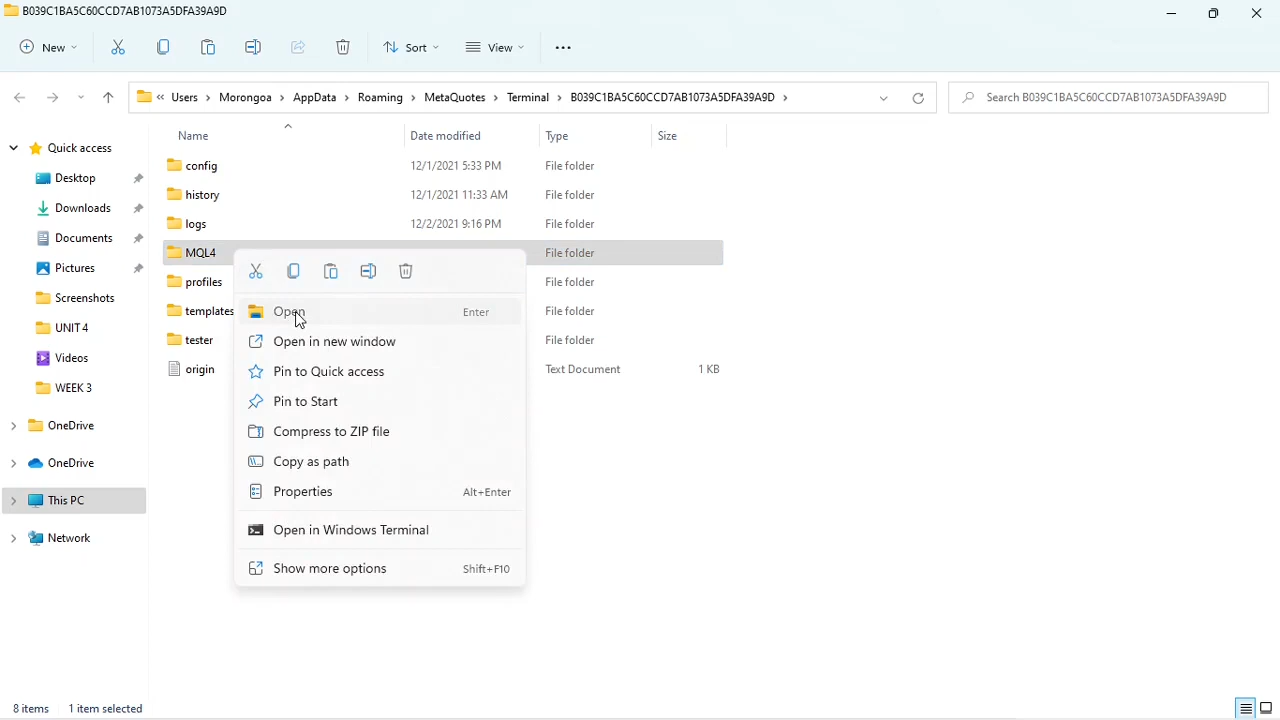 B039C1BA5C60CCD7AB1073A5DFA39A9D
New Sort View
Users > Morongoa > AppData > Roaming > MetaQuotes > Terminal > B039C1BA5C60CCD7AB1073A5DFA39A9D >
Search B039C1BA5C60CCD7AB1073A5DFA39A9D
Name Date modified Type Size
Quick access
Desktop
Downloads
Documents
Pictures
Screenshots
UNIT 4
Videos
WEEK 3
OneDrive
OneDrive
This PC
Network
config 12/1/2021 5:33 PM File folder
history 12/1/2021 11:33 AM File folder
logs 12/2/2021 9:16 PM File folder
MQL4 File folder
profiles File folder
templates File folder
tester File folder
origin Text Document 1 KB
Open Enter
Open in new window
Pin to Quick access
Pin to Start
Compress to ZIP file
Copy as path
Properties Alt+Enter
Open in Windows Terminal
Show more options Shift+F10
8 items 1 item selected